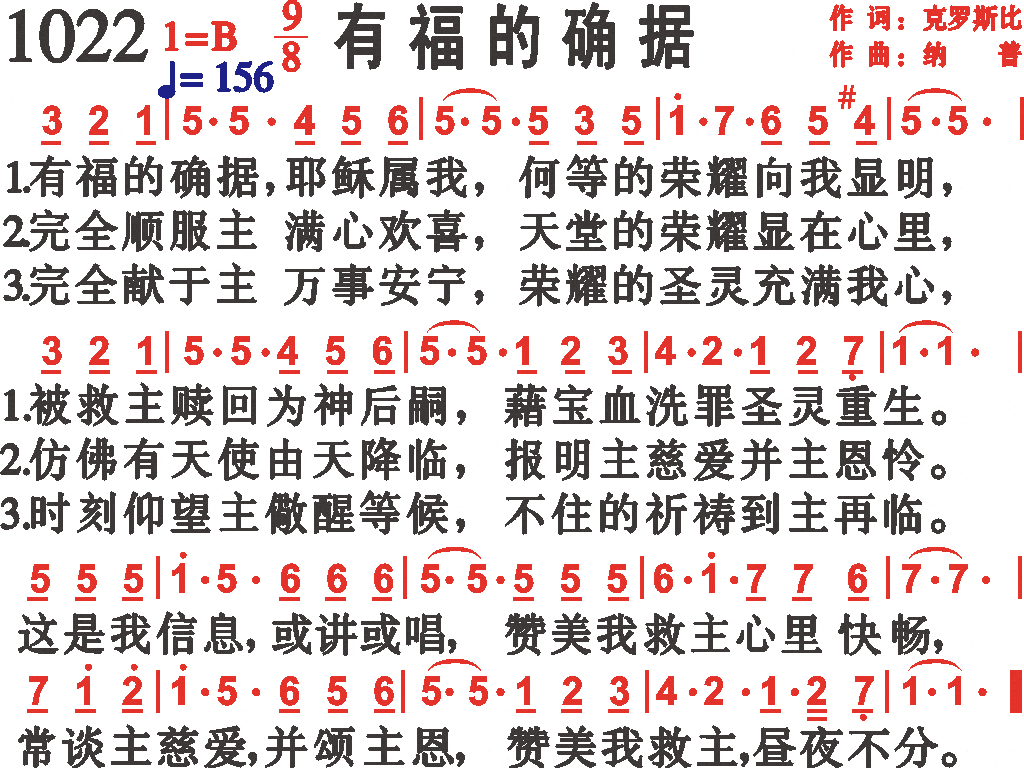 1022 1=B 9/8 有福的确据 作词：克罗斯比
♩= 156 作曲：纳 普
3 2 1 | 5· 5 · 4 5 6 | 5· 5· 5 3 5 | i· 7· 6 5 #4 | 5· 5· |
1.有福的确据,耶稣属我, 何等的荣耀向我显明,
2.完全顺服主 满心欢喜, 天堂的荣耀显在心里,
3.完全献于主 万事安宁, 荣耀的圣灵充满我心,
3 2 1 | 5· 5· 4 5 6 | 5· 5· 1 2 3 | 4· 2· 1 2 7̣ | 1· 1· |
1.被救主赎回为神后嗣, 藉宝血洗罪圣灵重生。
2.仿佛有天使由天降临, 报明主慈爱并主恩怜。
3.时刻仰望主儆醒等候, 不住的祈祷到主再临。
5 5 5 | i· 5· 6 6 6 | 5· 5· 5 5 5 | 6· i· 7 7 6 | 7· 7· |
这是我信息,或讲或唱, 赞美我救主心里快畅,
7 i 2̇ | i· 5· 6 5 6 | 5· 5· 1 2 3 | 4· 2 1· 2 7̣ | 1· 1·
常谈主慈爱,并颂主恩, 赞美我救主,昼夜不分。